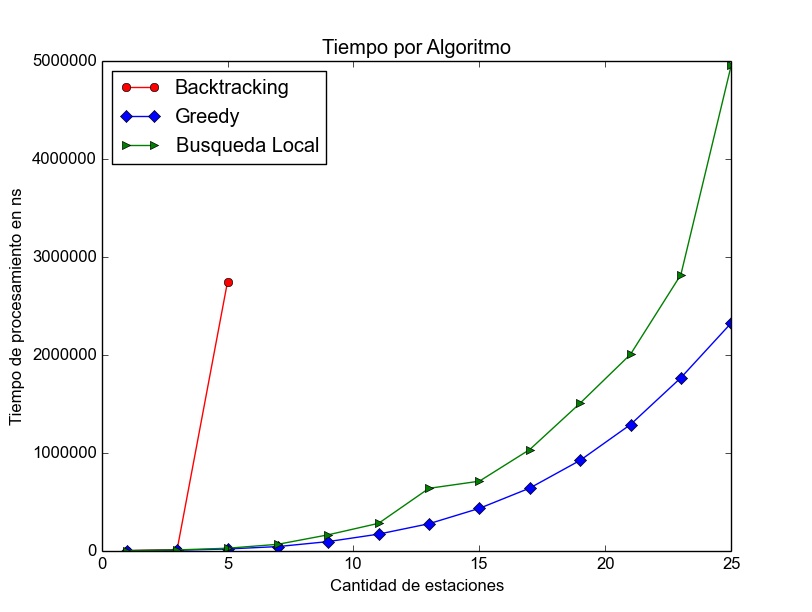 Tiempo por Algoritmo
Backtracking
Greedy
Busqueda Local
5000000
4000000
3000000
2000000
1000000
0
Tiempo de procesamiento en ns
0 5 10 15 20 25
Cantidad de estaciones